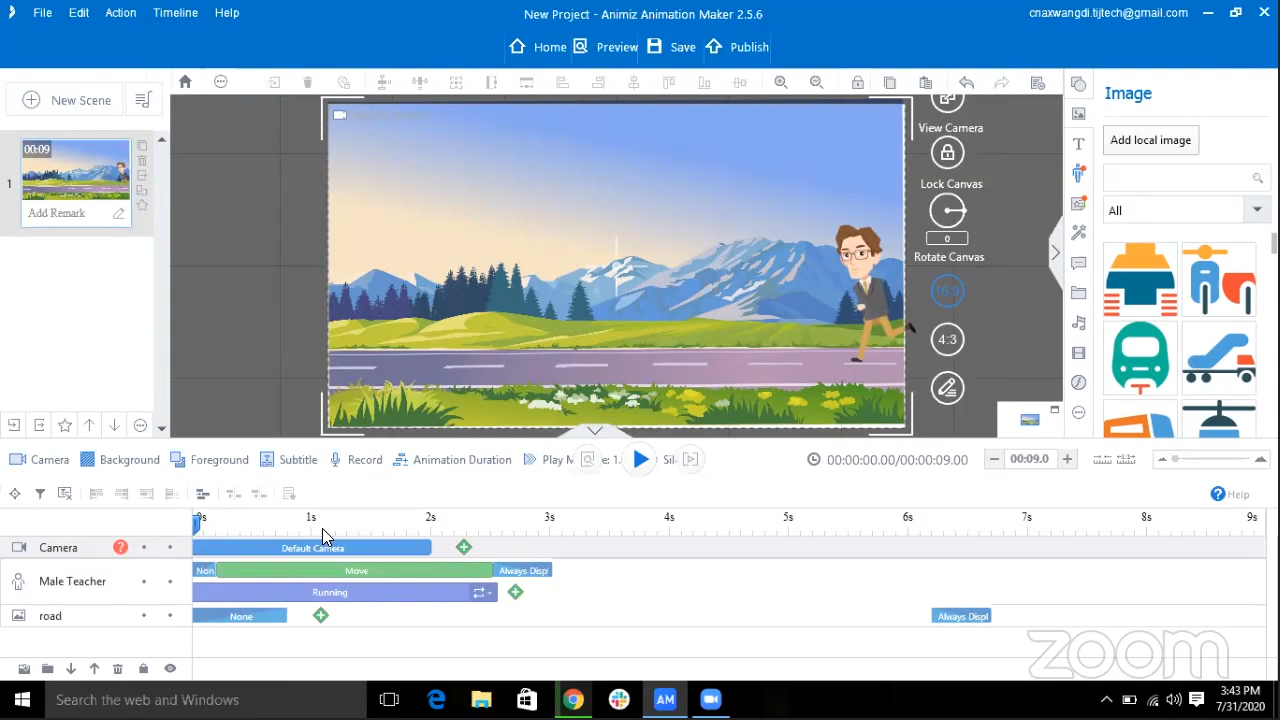 File Edit Action Timeline Help
New Project - Animiz Animation Maker 2.5.6
cnaxwangdi.tijtech@gmail.com
Home Preview Save Publish
New Scene
00:09
1
Add Remark
View Camera
Lock Canvas
0
Rotate Canvas
16:9
4:3
Image
Add local image
All
Camera Background Foreground Subtitle Record Animation Duration Play M
00:00:00.00/00:00:09.00
00:09.0
Help
0s 1s 2s 3s 4s 5s 6s 7s 8s 9s
Camera
Default Camera
Male Teacher
Non Move Always Displ
Running
road
None
Always Displ
zoom
Search the web and Windows
AM
3:43 PM
7/31/2020